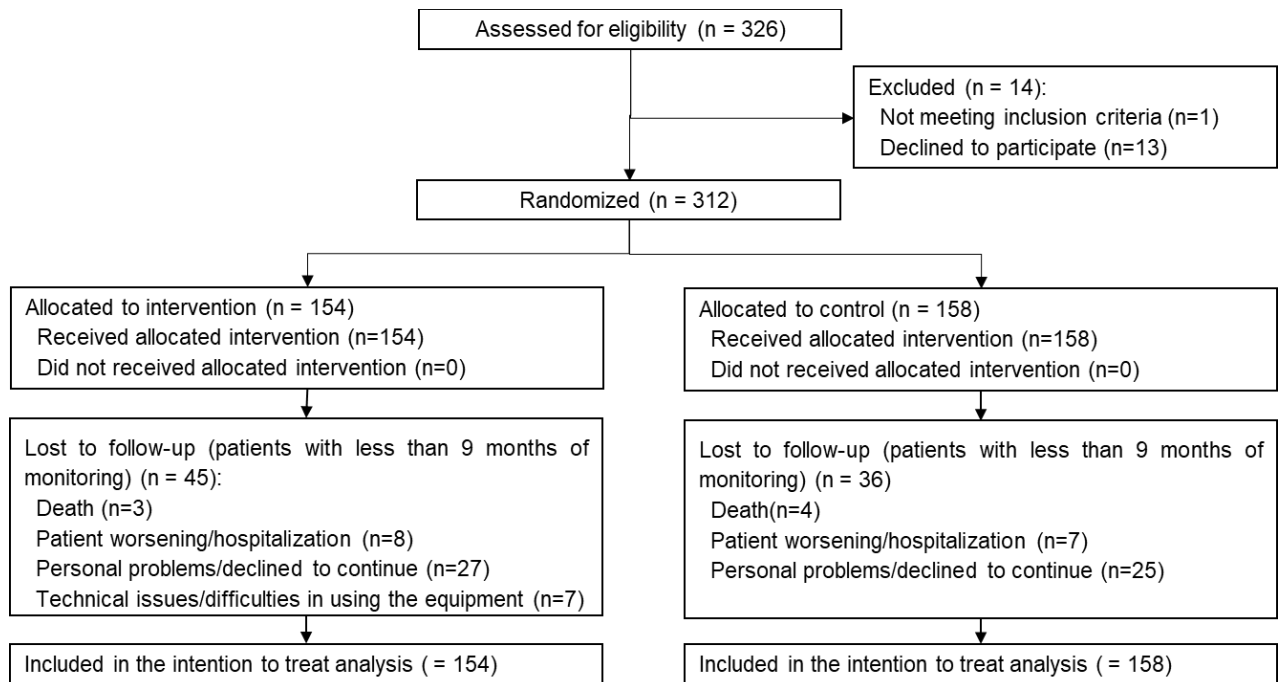 Assessed for eligibility (n = 326)
Excluded (n = 14):
Not meeting inclusion criteria (n=1)
Declined to participate (n=13)
Randomized (n = 312)
Allocated to intervention (n = 154)
Received allocated intervention (n=154)
Did not received allocated intervention (n=0)
Allocated to control (n = 158)
Received allocated intervention (n=158)
Did not received allocated intervention (n=0)
Lost to follow-up (patients with less than 9 months of
monitoring) (n = 45):
Death (n=3)
Patient worsening/hospitalization (n=8)
Personal problems/declined to continue (n=27)
Technical issues/difficulties in using the equipment (n=7)
Lost to follow-up (patients with less than 9 months of
monitoring) (n = 36)
Death(n=4)
Patient worsening/hospitalization (n=7)
Personal problems/declined to continue (n=25)
Included in the intention to treat analysis ( = 154)
Included in the intention to treat analysis ( = 158)